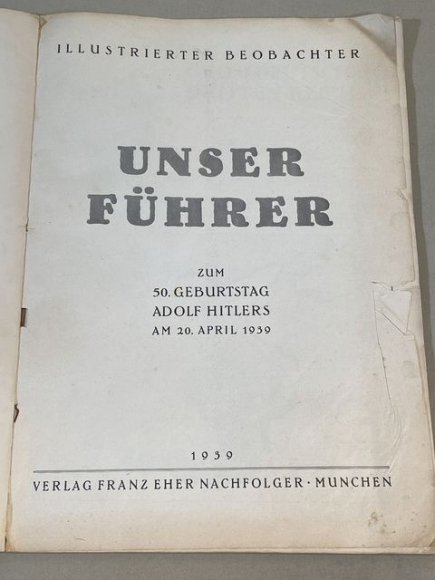 ILLUSTRIERTER BEOBACHTER
UNSER
FÜHRER
ZUM
50. GEBURTSTAG
ADOLF HITLERS
AM 20. APRIL 1939
1939
VERLAG FRANZ EHER NACHFOLGER · MÜNCHEN